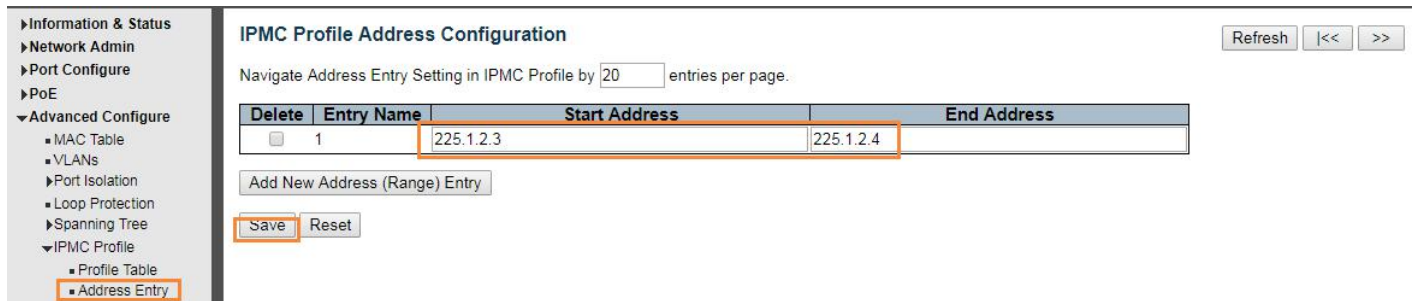 Information & Status
Network Admin
Port Configure
PoE
Advanced Configure
MAC Table
VLANs
Port Isolation
Loop Protection
Spanning Tree
IPMC Profile
Profile Table
Address Entry
IPMC Profile Address Configuration
Refresh |<< >>
Navigate Address Entry Setting in IPMC Profile by 20 entries per page.
Delete Entry Name Start Address End Address
1 225.1.2.3 225.1.2.4
Add New Address (Range) Entry
Save Reset